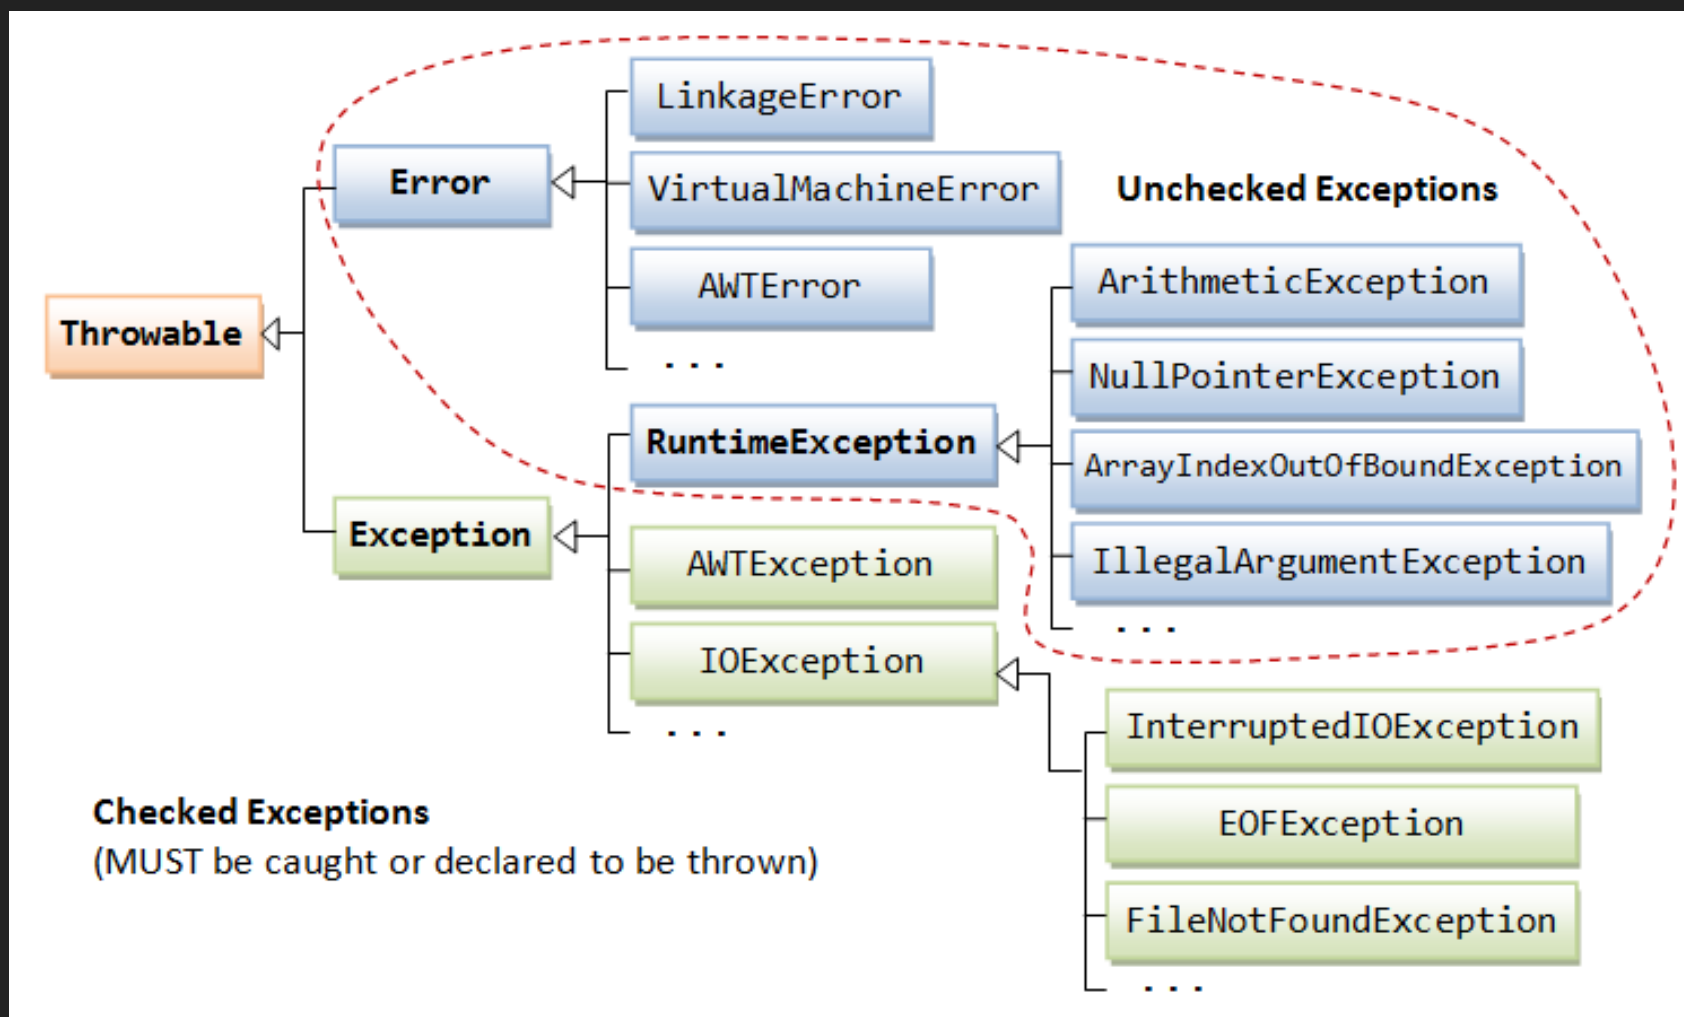 LinkageError
Error
VirtualMachineError
Unchecked Exceptions
AWTError
ArithmeticException
Throwable
...
NullPointerException
RuntimeException
ArrayIndexOutOfBoundException
Exception
AWTException
IllegalArgumentException
...
IOException
...
InterruptedIOException
Checked Exceptions
(MUST be caught or declared to be thrown)
EOFException
FileNotFoundException
...